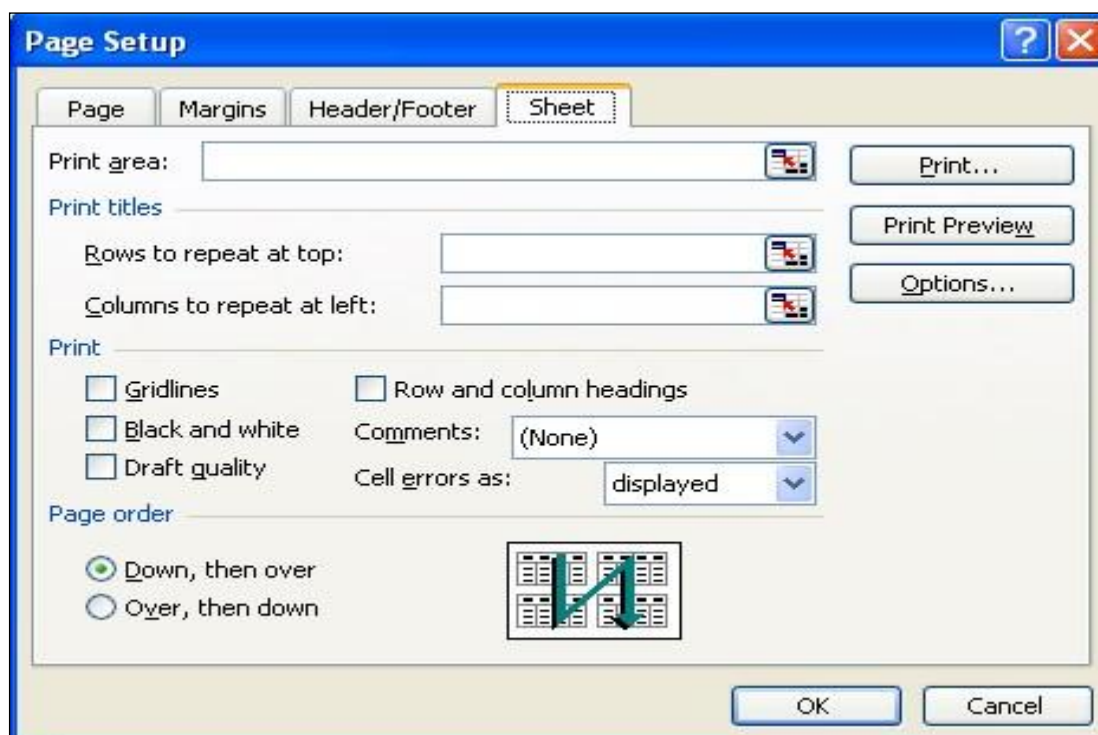 Page Setup
Page Margins Header/Footer Sheet
Print area:
Print...
Print titles
Print Preview
Rows to repeat at top:
Options...
Columns to repeat at left:
Print
Gridlines
Row and column headings
Black and white
Comments: (None)
Draft quality
Cell errors as: displayed
Page order
Down, then over
Over, then down
OK Cancel